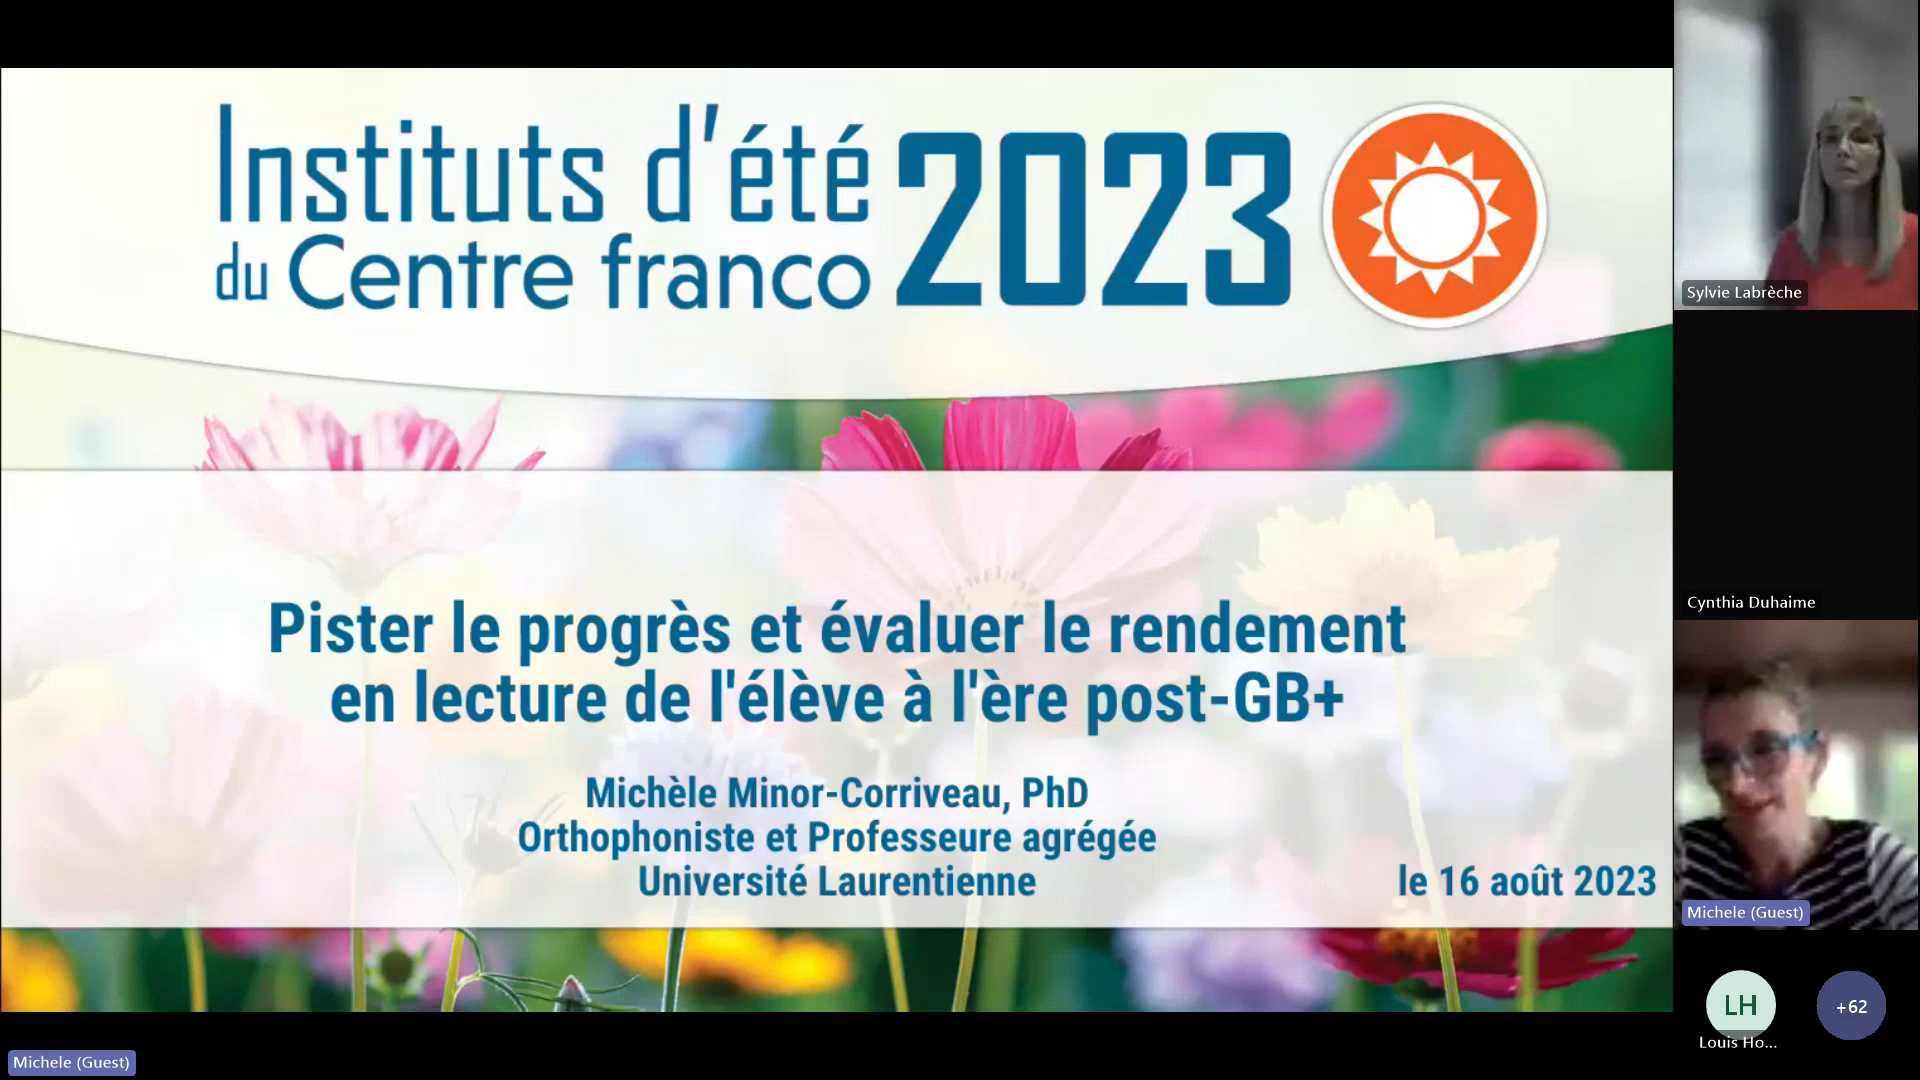 Instituts d'été
du Centre franco
2023
Pister le progrès et évaluer le rendement
en lecture de l'élève à l'ère post-GB+
Michèle Minor-Corriveau, PhD
Orthophoniste et Professeure agrégée
Université Laurentienne
le 16 août 2023
Michele (Guest)
Sylvie Labrèche
Cynthia Duhaime
Michele (Guest)
LH
Louis Ho...
+62